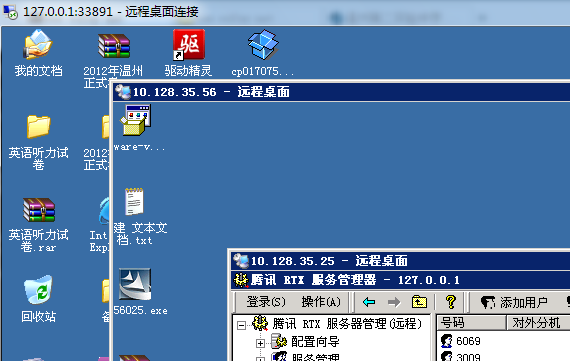 127.0.0.1:33891 - 远程桌面连接
我的文档
2012年温州
正式
驱
驱动精灵
cp017075...
10.128.35.56 - 远程桌面
英语听力试
卷
2012
正式
ware-v...
英语听力试
卷.rar
Int
Expl
建 文本文
档.txt
回收站
备
56025.exe
10.128.35.25 - 远程桌面
腾讯 RTX 服务管理器 - 127.0.0.1
登录(S)
操作(A)
添加用户
腾讯 RTX 服务器管理(远程)
配置向导
服务管理
号码
对外分机
6069
3009